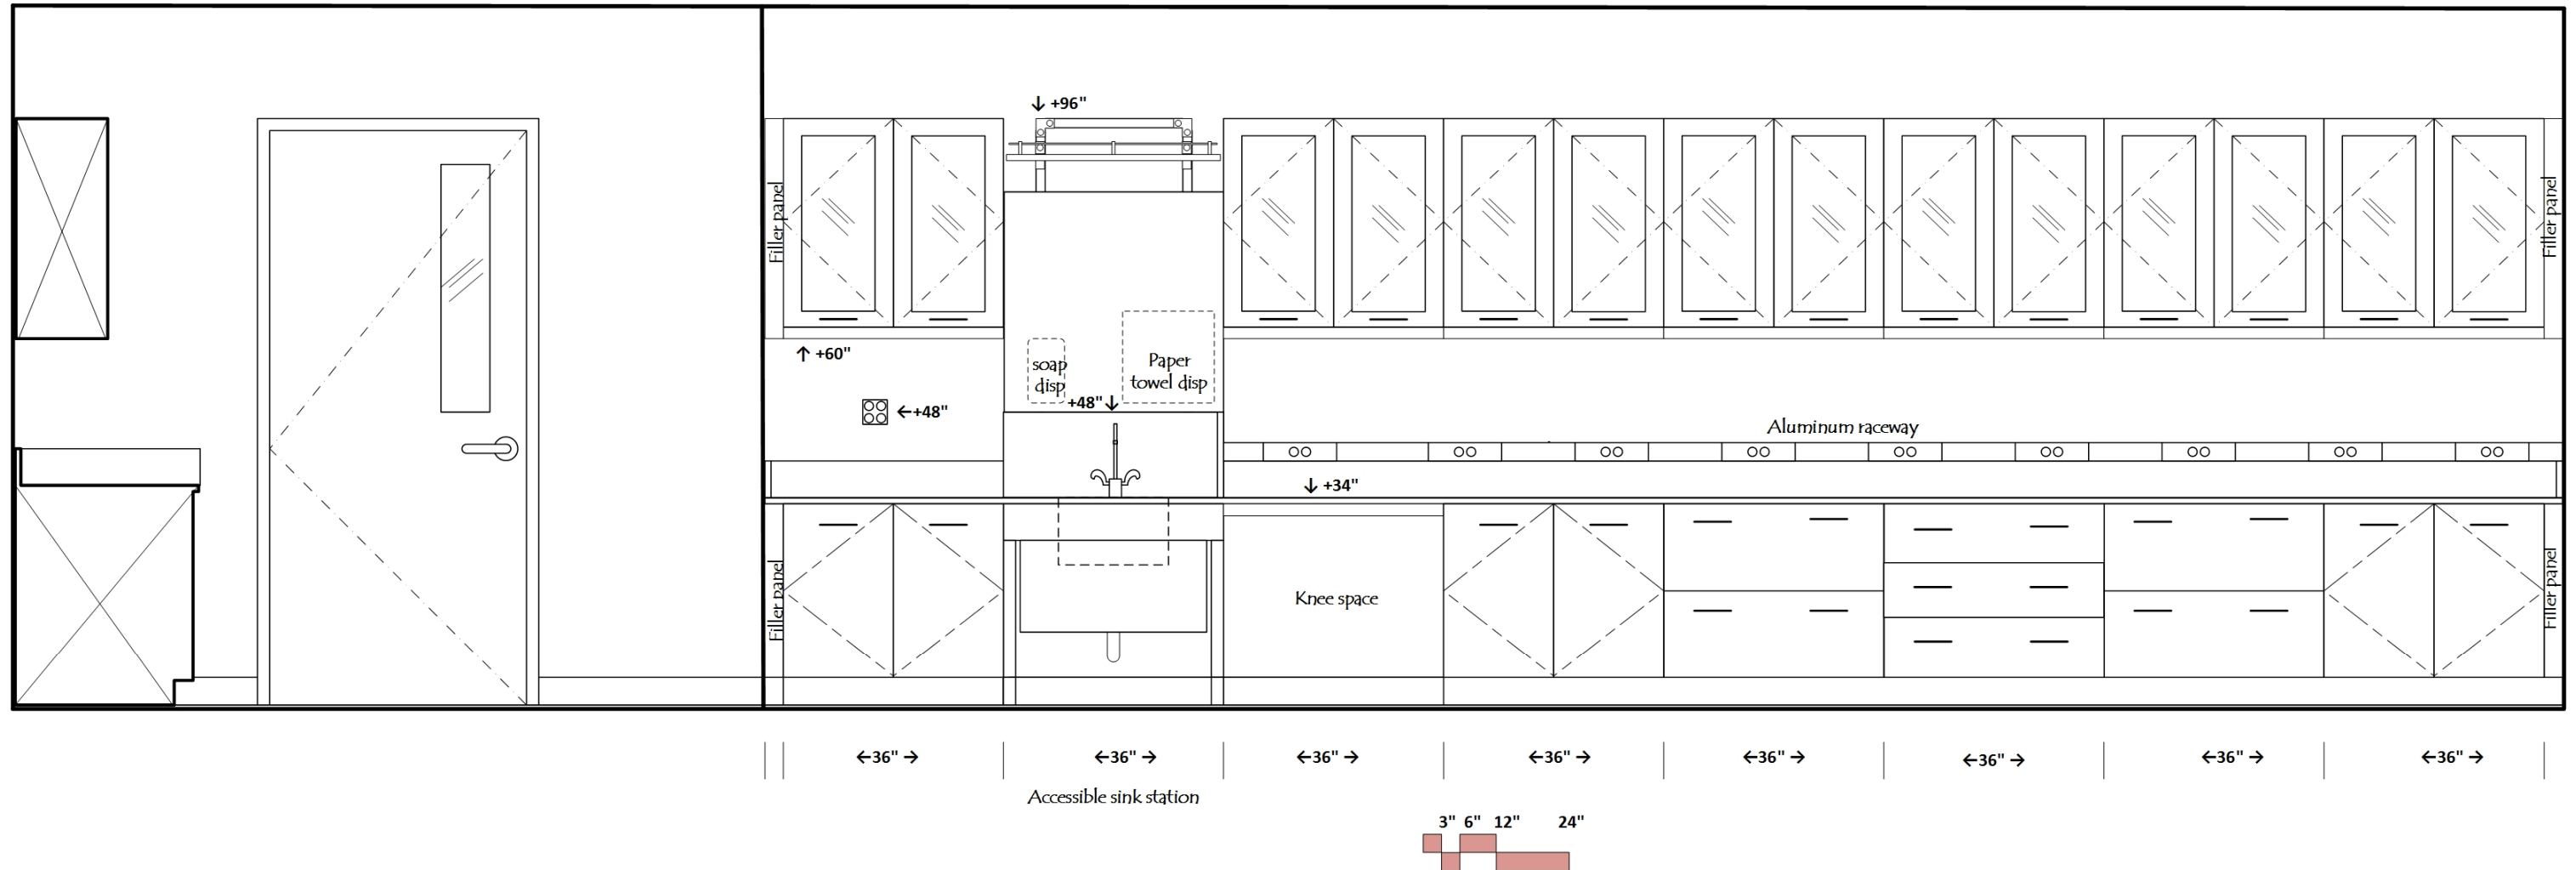 ↓ +96"
Filler panel
Filler panel
↑ +60"
soap
disp
Paper
towel disp
+48" ↓
←+48"
Aluminum raceway
↓ +34"
Filler panel
Knee space
Filler panel
←36" →
←36" →
←36" →
←36" →
←36" →
←36" →
←36" →
←36" →
Accessible sink station
3" 6" 12" 24"